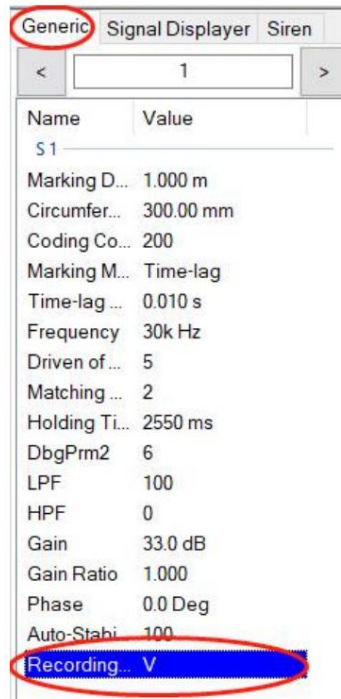 Generic Signal Displayer Siren
< 1 >
Name Value
S 1
Marking D... 1.000 m
Circumfer... 300.00 mm
Coding Co... 200
Marking M... Time-lag
Time-lag ... 0.010 s
Frequency 30k Hz
Driven of ... 5
Matching ... 2
Holding Ti... 2550 ms
DbgPrm2 6
LPF 100
HPF 0
Gain 33.0 dB
Gain Ratio 1.000
Phase 0.0 Deg
Auto-Stabi... 100
Recording... V